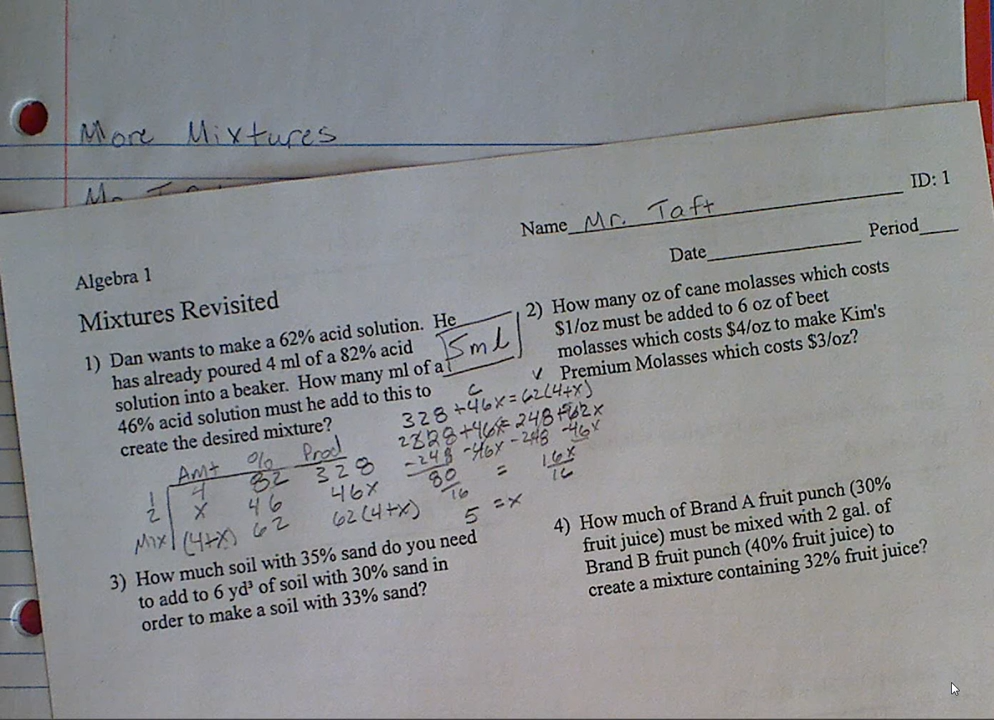 More Mixtures
Name Mr. Taft
ID: 1
Date
Period
Algebra 1
Mixtures Revisited
1) Dan wants to make a 62% acid solution. He
has already poured 4 ml of a 82% acid
solution into a beaker. How many ml of a
46% acid solution must he add to this to
create the desired mixture?
5 ml
Amt % Prod
1 4 82 328
2 x 46 46x
Mix (4+x) 62 62(4+x)
328 + 46x = 62(4+x)
328 + 46x = 248 + 62x
-248 -46x -248 -46x
80 = 16x
16 16
5 = x
2) How many oz of cane molasses which costs
$1/oz must be added to 6 oz of beet
molasses which costs $4/oz to make Kim's
Premium Molasses which costs $3/oz?
3) How much soil with 35% sand do you need
to add to 6 yd³ of soil with 30% sand in
order to make a soil with 33% sand?
4) How much of Brand A fruit punch (30%
fruit juice) must be mixed with 2 gal. of
Brand B fruit punch (40% fruit juice) to
create a mixture containing 32% fruit juice?